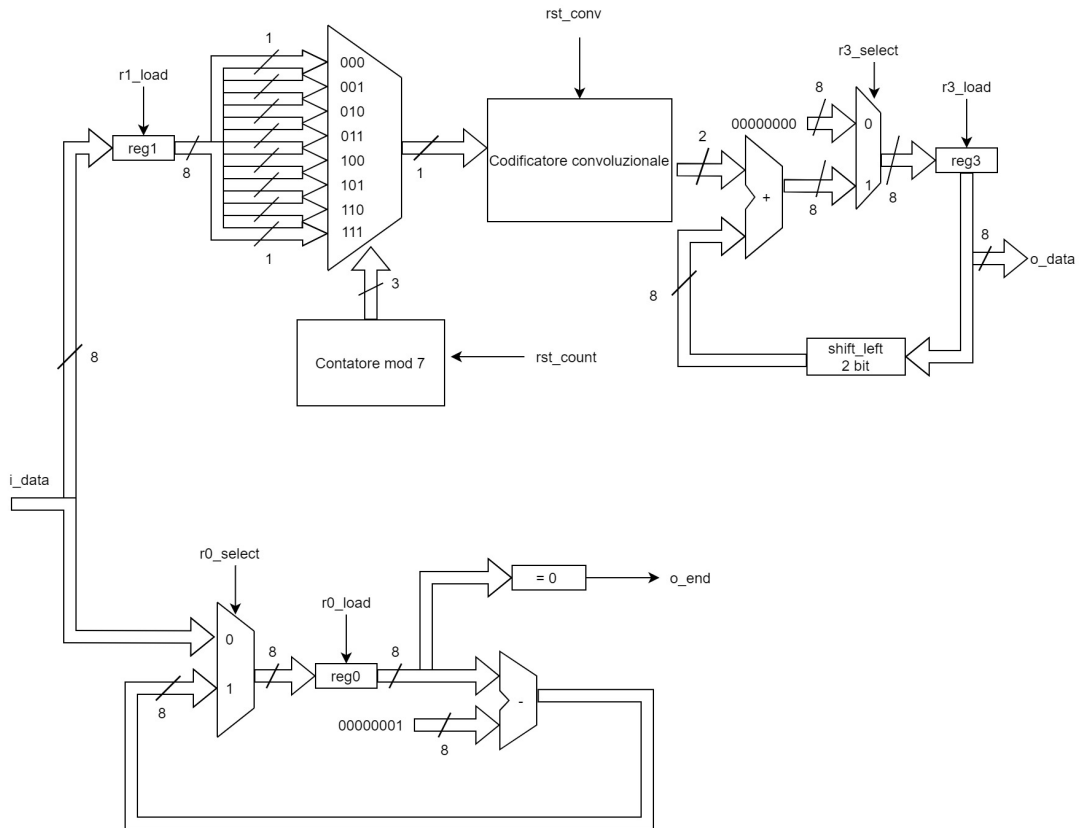 rst_conv
r3_select
1
r1_load
000
001
010
011
100
101
110
111
8
r3_load
00000000
0
2
reg1
8
1
Codificatore convoluzionale
+
1
8
8
reg3
1
3
8
8
o_data
Contatore mod 7
rst_count
shift_left
2 bit
8
i_data
r0_select
= 0
o_end
r0_load
0
8
reg0
8
1
8
-
00000001
8